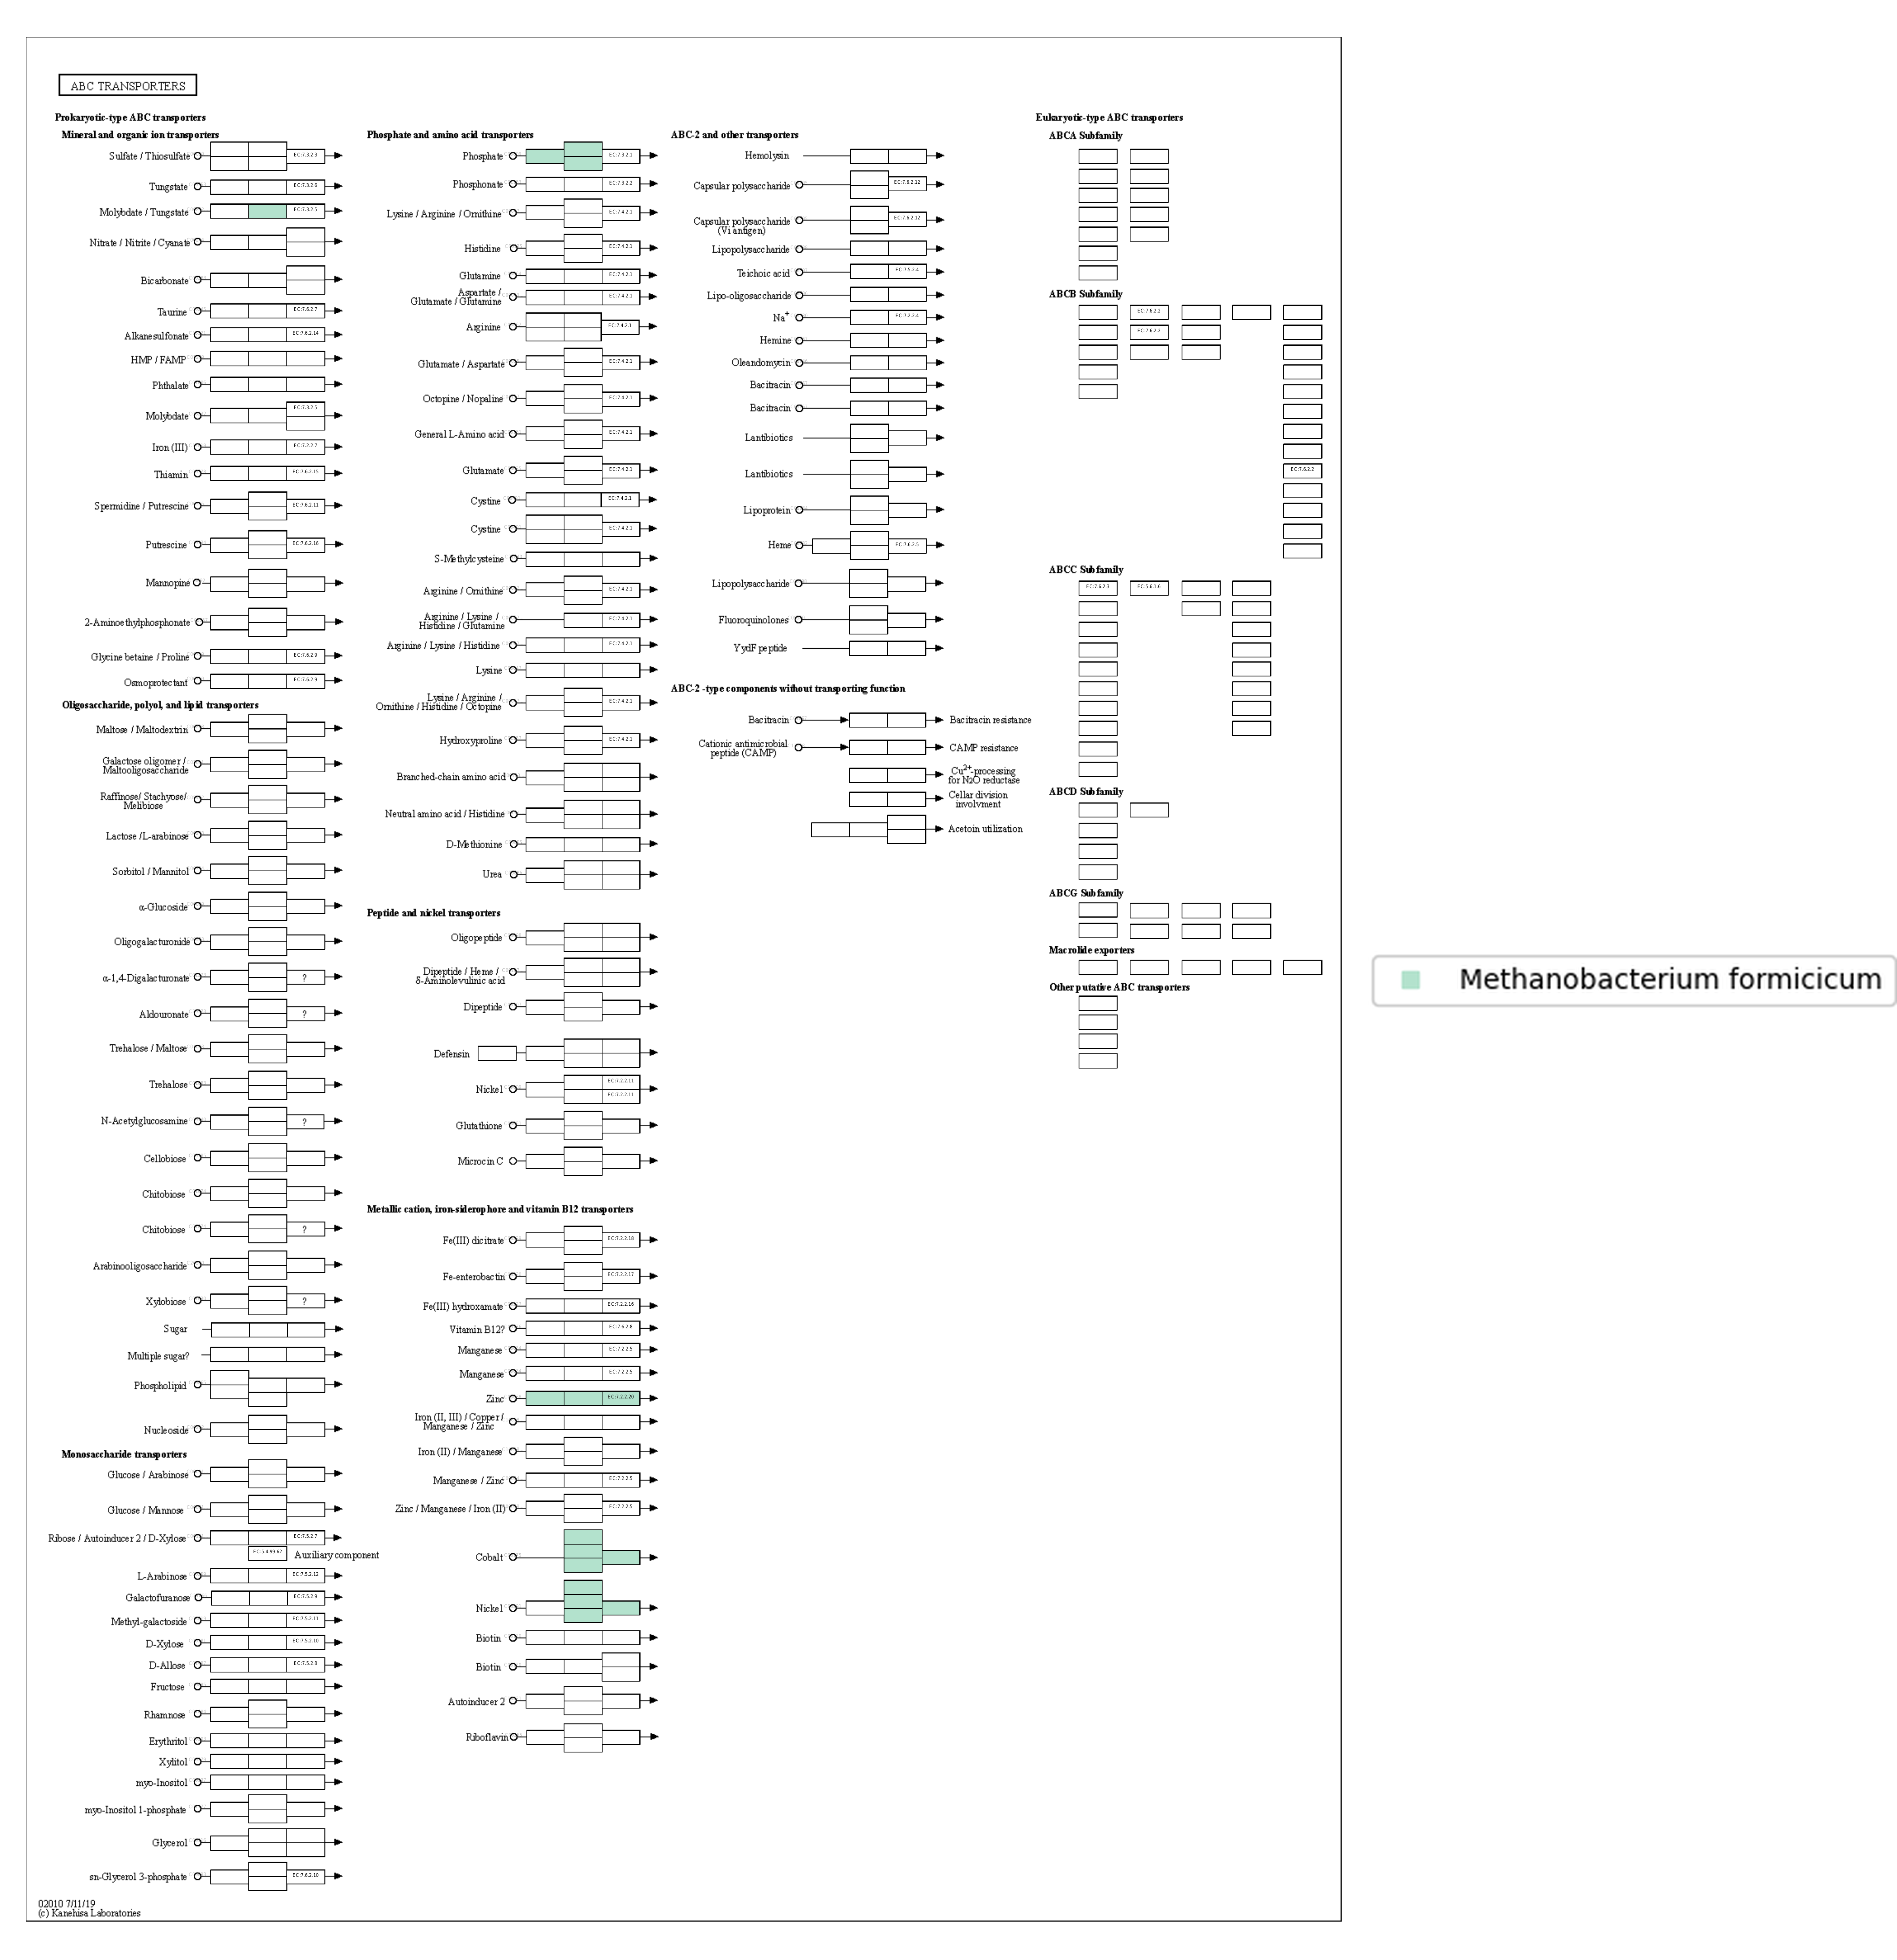 ABC TRANSPORTERS
Prokaryotic-type ABC transporters
Mineral and organic ion transporters
Sulfate / Thiosulfate
EC:7.3.2.3
Tungstate
EC:7.3.2.6
Molybdate / Tungstate
EC:7.3.2.5
Nitrate / Nitrite / Cyanate
Bicarbonate
Taurine
EC:7.6.2.7
Alkanesulfonate
EC:7.6.2.14
HMP / FAMP
Phthalate
Molybdate
EC:7.3.2.5
Iron (III)
EC:7.2.2.7
Thiamin
EC:7.6.2.15
Spermidine / Putrescine
EC:7.6.2.11
Putrescine
EC:7.6.2.16
Mannopine
2-Aminoethylphosphonate
Glycine betaine / Proline
EC:7.6.2.9
Osmoprotectant
EC:7.6.2.9
Oligosaccharide, polyol, and lipid transporters
Maltose / Maltodextrin
Galactose oligomer /
Maltooligosaccharide
Raffinose/ Stachyose/
Melibiose
Lactose /L-arabinose
Sorbitol / Mannitol
α-Glucoside
Oligogalacturonide
α-1,4-Digalacturonate
?
Aldouronate
?
Trehalose / Maltose
Trehalose
N-Acetylglucosamine
?
Cellobiose
Chitobiose
Chitobiose
?
Arabinooligosaccharide
Xylobiose
?
Sugar
Multiple sugar?
Phospholipid
Nucleoside
Monosaccharide transporters
Glucose / Arabinose
Glucose / Mannose
Ribose / Autoinducer 2 / D-Xylose
EC:7.5.2.7
EC:5.4.99.62
Auxiliary component
L-Arabinose
EC:7.5.2.12
Galactofuranose
EC:7.5.2.9
Methyl-galactoside
EC:7.5.2.11
D-Xylose
EC:7.5.2.10
D-Allose
EC:7.5.2.8
Fructose
Rhamnose
Erythritol
Xylitol
myo-Inositol
myo-Inositol 1-phosphate
Glycerol
sn-Glycerol 3-phosphate
EC:7.6.2.10
02010 7/11/19
(c) Kanehisa Laboratories
Phosphate and amino acid transporters
Phosphate
EC:7.3.2.1
Phosphonate
EC:7.3.2.2
Lysine / Arginine / Ornithine
EC:7.4.2.1
Histidine
EC:7.4.2.1
Glutamine
EC:7.4.2.1
Aspartate /
Glutamate / Glutamine
EC:7.4.2.1
Arginine
EC:7.4.2.1
Glutamate / Aspartate
EC:7.4.2.1
Octopine / Nopaline
EC:7.4.2.1
General L-Amino acid
EC:7.4.2.1
Glutamate
EC:7.4.2.1
Cystine
EC:7.4.2.1
Cystine
EC:7.4.2.1
S-Methylcysteine
Arginine / Ornithine
EC:7.4.2.1
Arginine / Lysine /
Histidine / Glutamine
EC:7.4.2.1
Arginine / Lysine / Histidine
EC:7.4.2.1
Lysine
Lysine / Arginine /
Ornithine / Histidine / Octopine
EC:7.4.2.1
Hydroxyproline
EC:7.4.2.1
Branched-chain amino acid
Neutral amino acid / Histidine
D-Methionine
Urea
Peptide and nickel transporters
Oligopeptide
Dipeptide / Heme /
δ-Aminolevulinic acid
Dipeptide
Defensin
Nickel
EC:7.2.2.11
EC:7.2.2.11
Glutathione
Microcin C
Metallic cation, iron-siderophore and vitamin B12 transporters
Fe(III) dicitrate
EC:7.2.2.18
Fe-enterobactin
EC:7.2.2.17
Fe(III) hydroxamate
EC:7.2.2.16
Vitamin B12?
EC:7.6.2.8
Manganese
EC:7.2.2.5
Manganese
EC:7.2.2.5
Zinc
EC:7.2.2.20
Iron (II, III) / Copper /
Manganese / Zinc
Iron (II) / Manganese
Manganese / Zinc
EC:7.2.2.5
Zinc / Manganese / Iron (II)
EC:7.2.2.5
Cobalt
Nickel
Biotin
Biotin
Autoinducer 2
Riboflavin
ABC-2 and other transporters
Hemolysin
Capsular polysaccharide
EC:7.6.2.12
Capsular polysaccharide
(Vi antigen)
EC:7.6.2.12
Lipopolysaccharide
Teichoic acid
EC:7.5.2.4
Lipo-oligosaccharide
Na+
EC:7.2.2.4
Hemine
Oleandomycin
Bacitracin
Bacitracin
Lantibiotics
Lantibiotics
Lipoprotein
Heme
EC:7.6.2.5
Lipopolysaccharide
Fluoroquinolones
YydF peptide
ABC-2 -type components without transporting function
Bacitracin
Bacitracin resistance
Cationic antimicrobial
peptide (CAMP)
CAMP resistance
Cu2+-processing
for N2O reductase
Cellar division
involvment
Acetoin utilization
Eukaryotic-type ABC transporters
ABCA Subfamily
ABCB Subfamily
EC:7.6.2.2
EC:7.6.2.2
EC:7.6.2.2
ABCC Subfamily
EC:7.6.2.3
EC:5.6.1.6
ABCD Subfamily
ABCG Subfamily
Macrolide exporters
Other putative ABC transporters
Methanobacterium formicicum